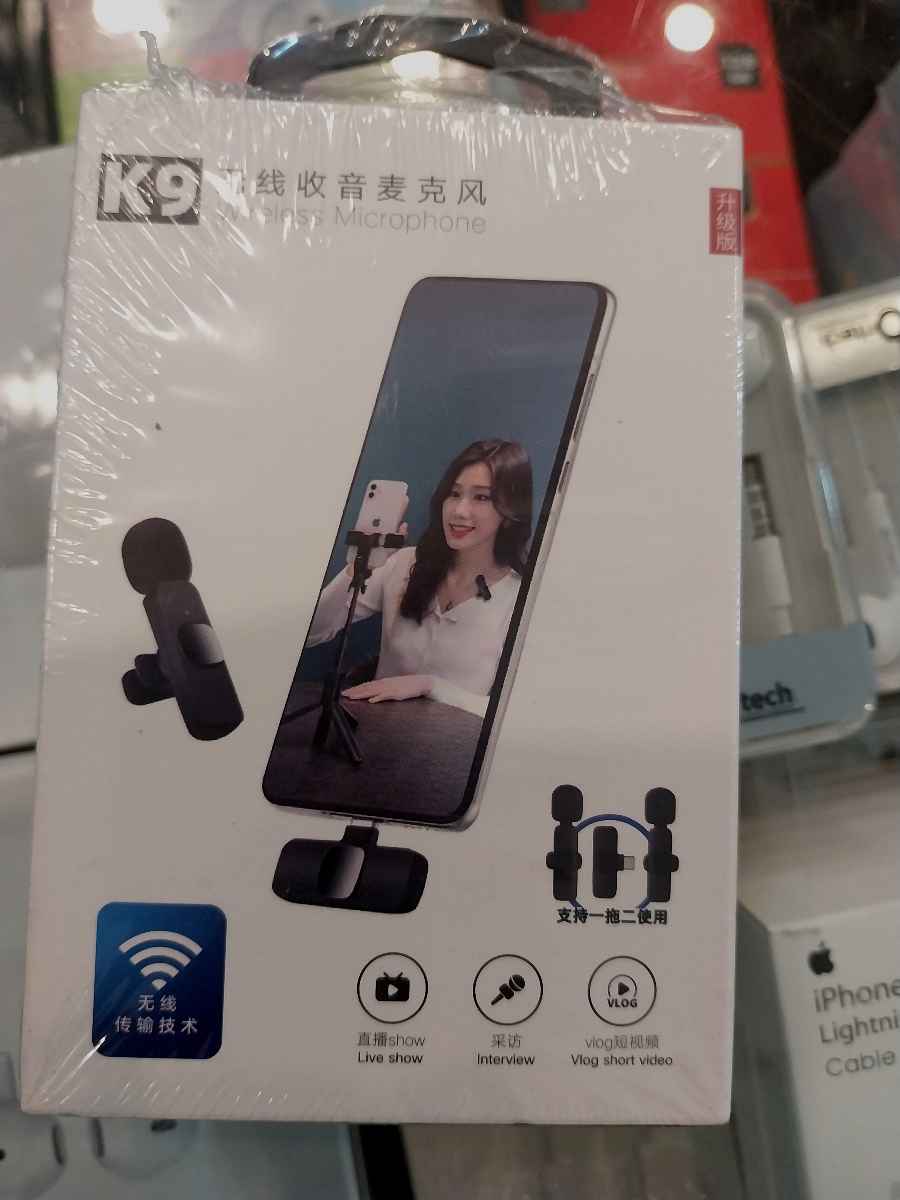 K9
无线收音麦克风
Wireless Microphone
升级版
支持一拖二使用
无线
传输技术
直播show
Live show
采访
Interview
VLOG
vlog短视频
Vlog short video
tech
iPhone
Lightni
Cable